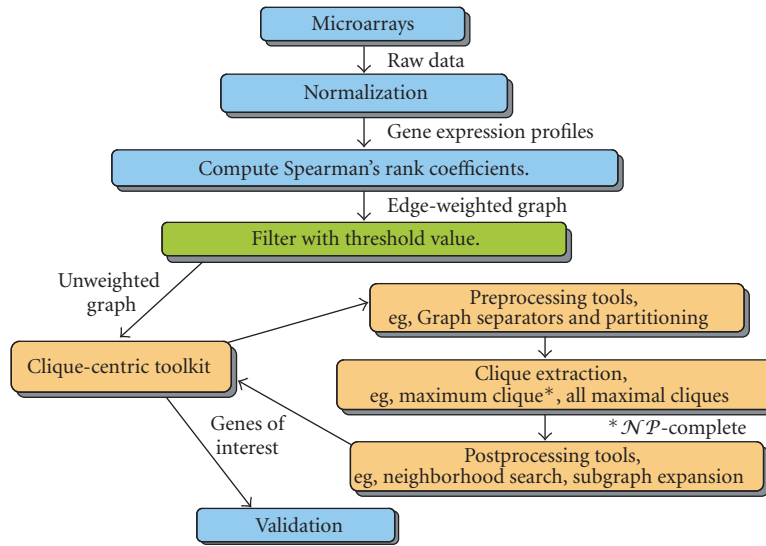 Microarrays
Raw data
Normalization
Gene expression profiles
Compute Spearman's rank coefficients.
Edge-weighted graph
Filter with threshold value.
Unweighted
graph
Preprocessing tools,
eg, Graph separators and partitioning
Clique-centric toolkit
Clique extraction,
eg, maximum clique*, all maximal cliques
* NP-complete
Genes of
interest
Postprocessing tools,
eg, neighborhood search, subgraph expansion
Validation